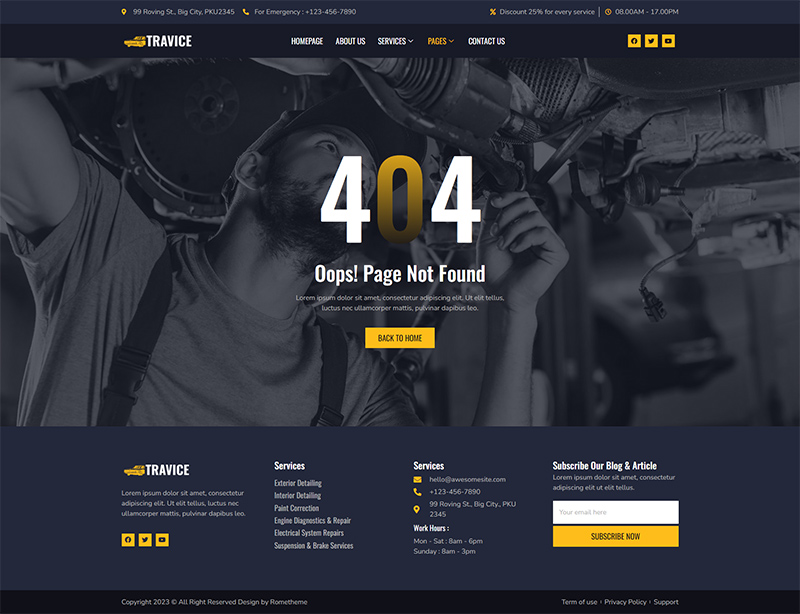 99 Roving St., Big City, PKU2345
For Emergency : +123-456-7890
Discount 25% for every service
08.00AM - 17.00PM
TRAVICE
HOMEPAGE
ABOUT US
SERVICES
PAGES
CONTACT US
404
Oops! Page Not Found
Lorem ipsum dolor sit amet, consectetur adipiscing elit. Ut elit tellus,
luctus nec ullamcorper mattis, pulvinar dapibus leo.
BACK TO HOME
TRAVICE
Lorem ipsum dolor sit amet, consectetur
adipiscing elit. Ut elit tellus, luctus nec
ullamcorper mattis, pulvinar dapibus leo.
Services
Exterior Detailing
Interior Detailing
Paint Correction
Engine Diagnostics & Repair
Electrical System Repairs
Suspension & Brake Services
Services
hello@awesomesite.com
+123-456-7890
99 Roving St., Big City,, PKU
2345
Work Hours :
Mon - Sat : 8am - 6pm
Sunday : 8am - 3pm
Subscribe Our Blog & Article
Lorem ipsum dolor sit amet, consectetur
adipiscing elit ut elit tellus.
Your email here
SUBSCRIBE NOW
Copyright 2023 © All Right Reserved Design by Rometheme
Term of use
Privacy Policy
Support